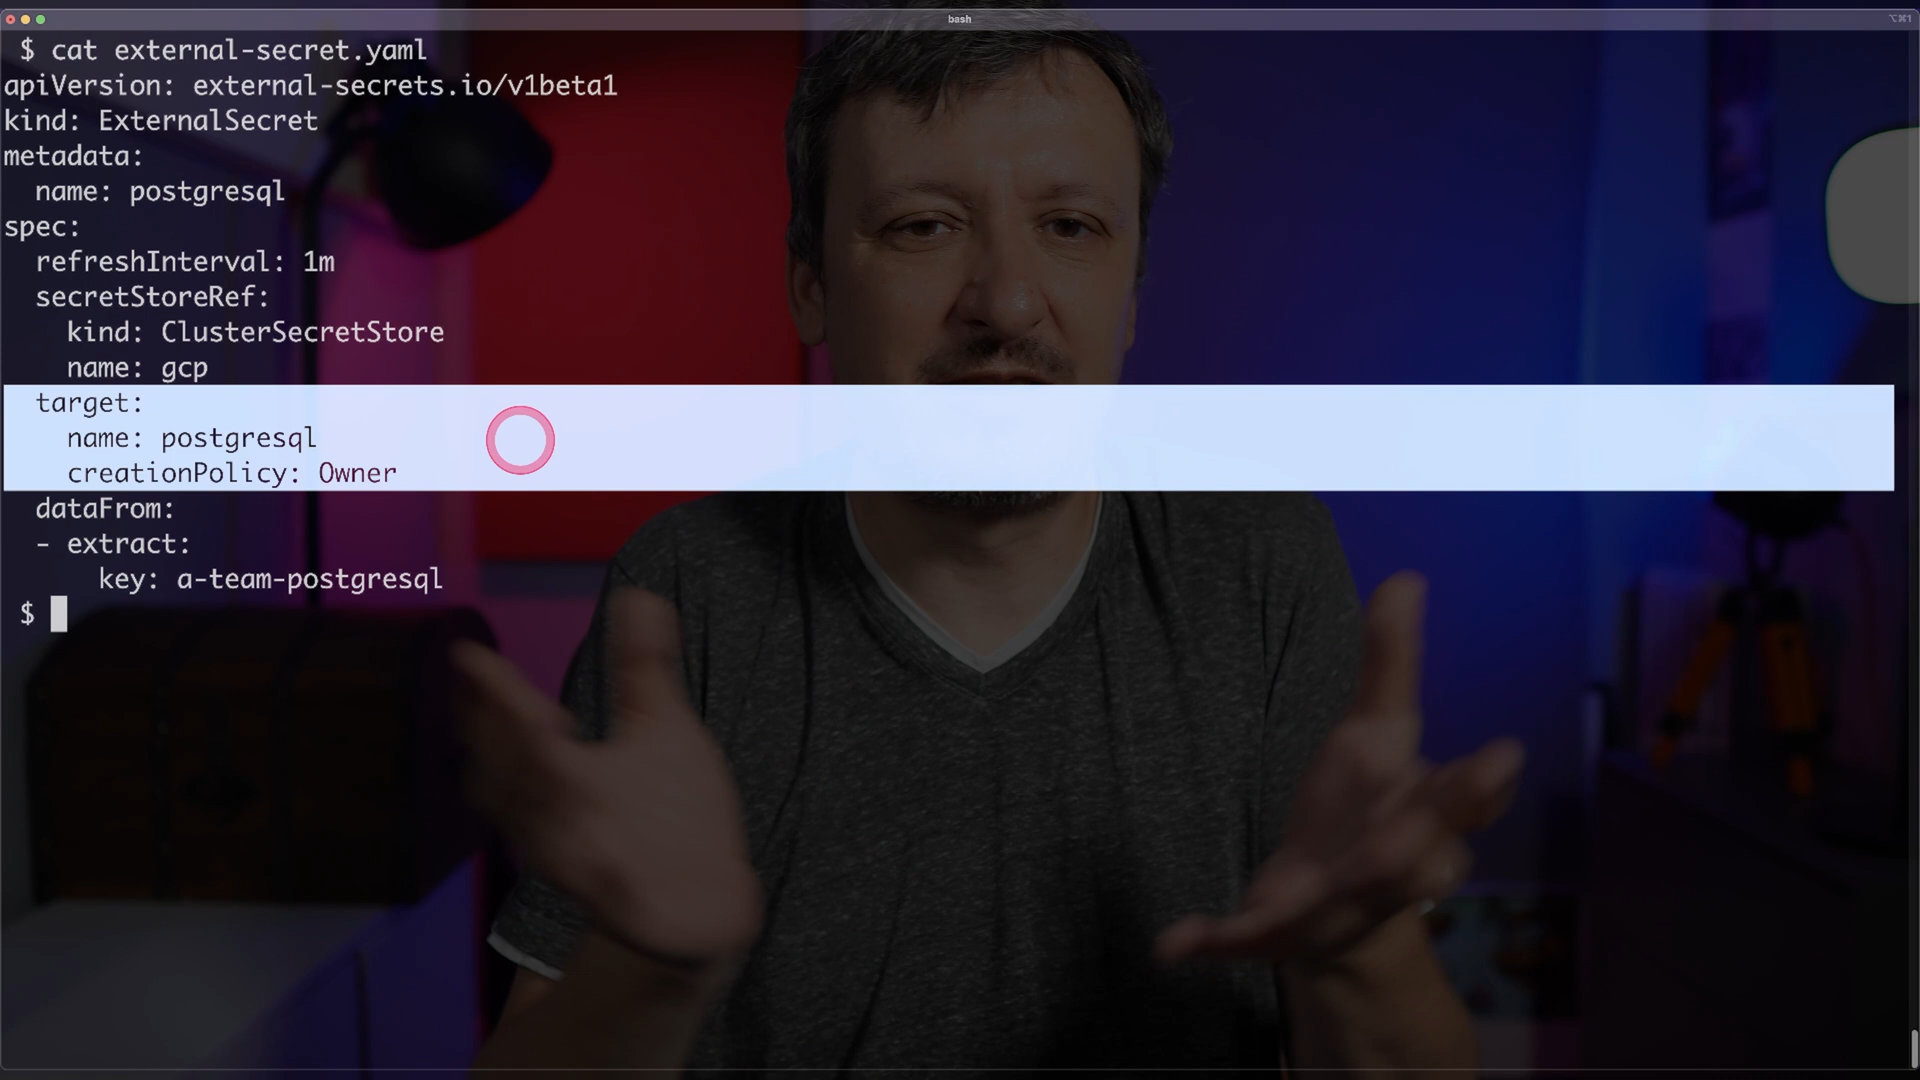 bash
⌥⌘1
$ cat external-secret.yaml
apiVersion: external-secrets.io/v1beta1
kind: ExternalSecret
metadata:
  name: postgresql
spec:
  refreshInterval: 1m
  secretStoreRef:
    kind: ClusterSecretStore
    name: gcp
  target:
    name: postgresql
    creationPolicy: Owner
  dataFrom:
  - extract:
      key: a-team-postgresql
$